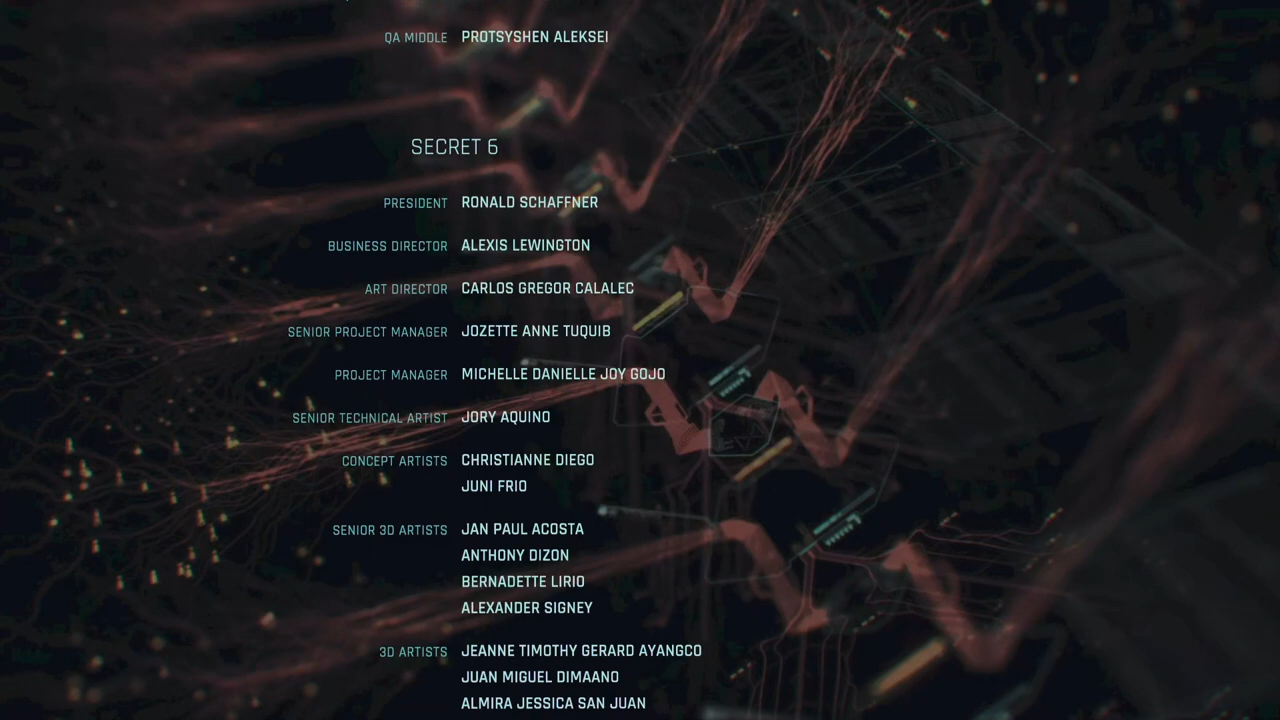 QA MIDDLE PROTSYSHEN ALEKSEI
SECRET 6
PRESIDENT RONALD SCHAFFNER
BUSINESS DIRECTOR ALEXIS LEWINGTON
ART DIRECTOR CARLOS GREGOR CALALEC
SENIOR PROJECT MANAGER JOZETTE ANNE TUQUIB
PROJECT MANAGER MICHELLE DANIELLE JOY GOJO
SENIOR TECHNICAL ARTIST JORY AQUINO
CONCEPT ARTISTS CHRISTIANNE DIEGO
JUNI FRIO
SENIOR 3D ARTISTS JAN PAUL ACOSTA
ANTHONY DIZON
BERNADETTE LIRIO
ALEXANDER SIGNEY
3D ARTISTS JEANNE TIMOTHY GERARD AYANGCO
JUAN MIGUEL DIMAANO
ALMIRA JESSICA SAN JUAN